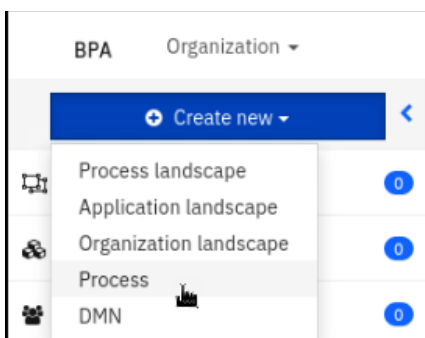 BPA Organization
Create new
Process landscape
0
Application landscape
Organization landscape
0
Process
DMN
0